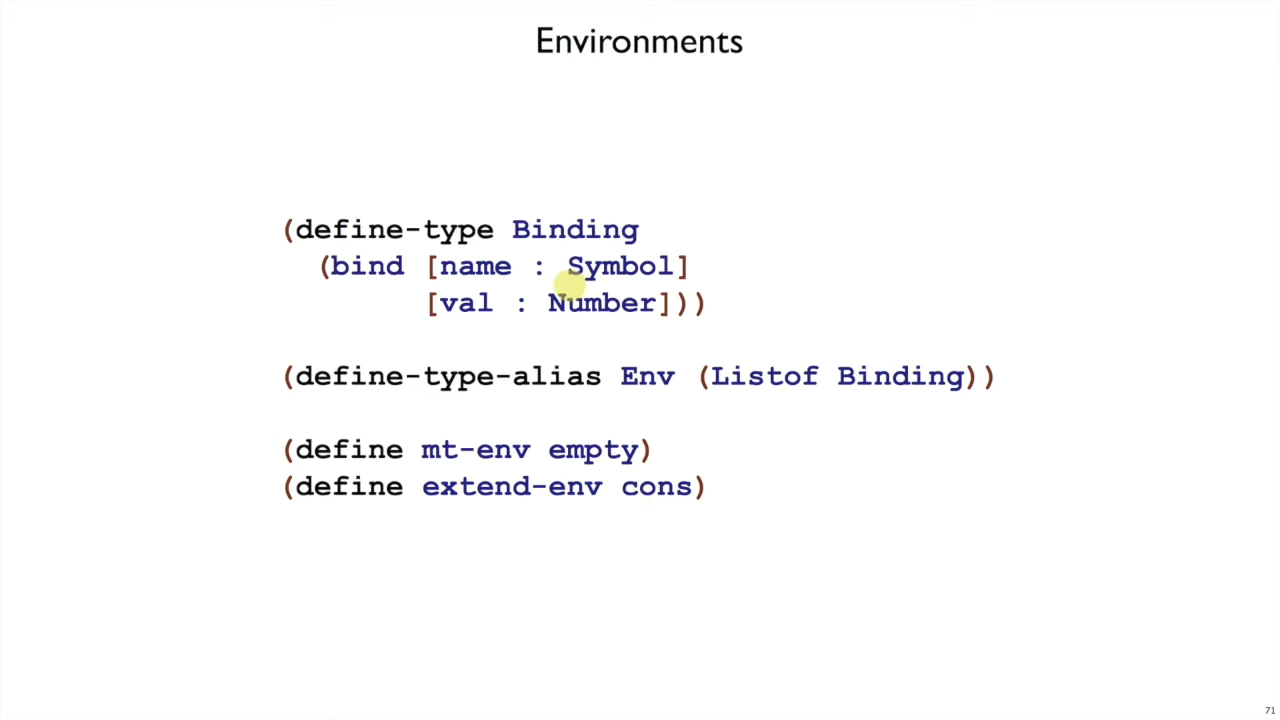 Environments
(define-type Binding
  (bind [name : Symbol]
        [val : Number]))
(define-type-alias Env (Listof Binding))
(define mt-env empty)
(define extend-env cons)
71